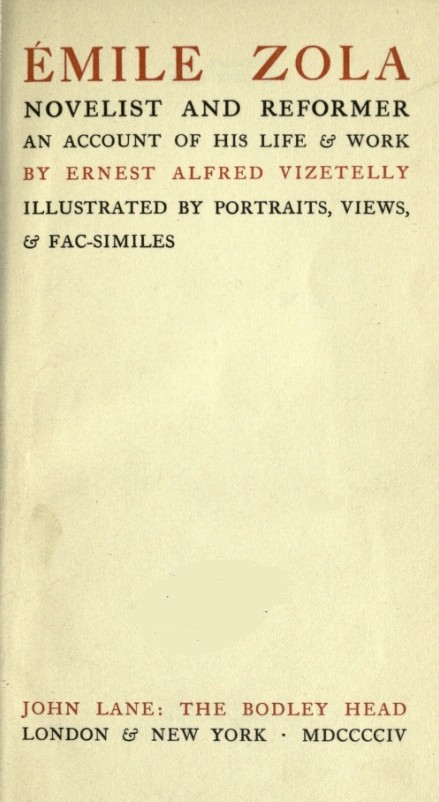 ÉMILE ZOLA
NOVELIST AND REFORMER
AN ACCOUNT OF HIS LIFE & WORK
BY ERNEST ALFRED VIZETELLY
ILLUSTRATED BY PORTRAITS, VIEWS,
& FAC-SIMILES
JOHN LANE: THE BODLEY HEAD
LONDON & NEW YORK · MDCCCCIV